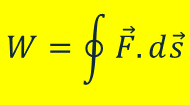 W = ∮ F⃗. ds⃗